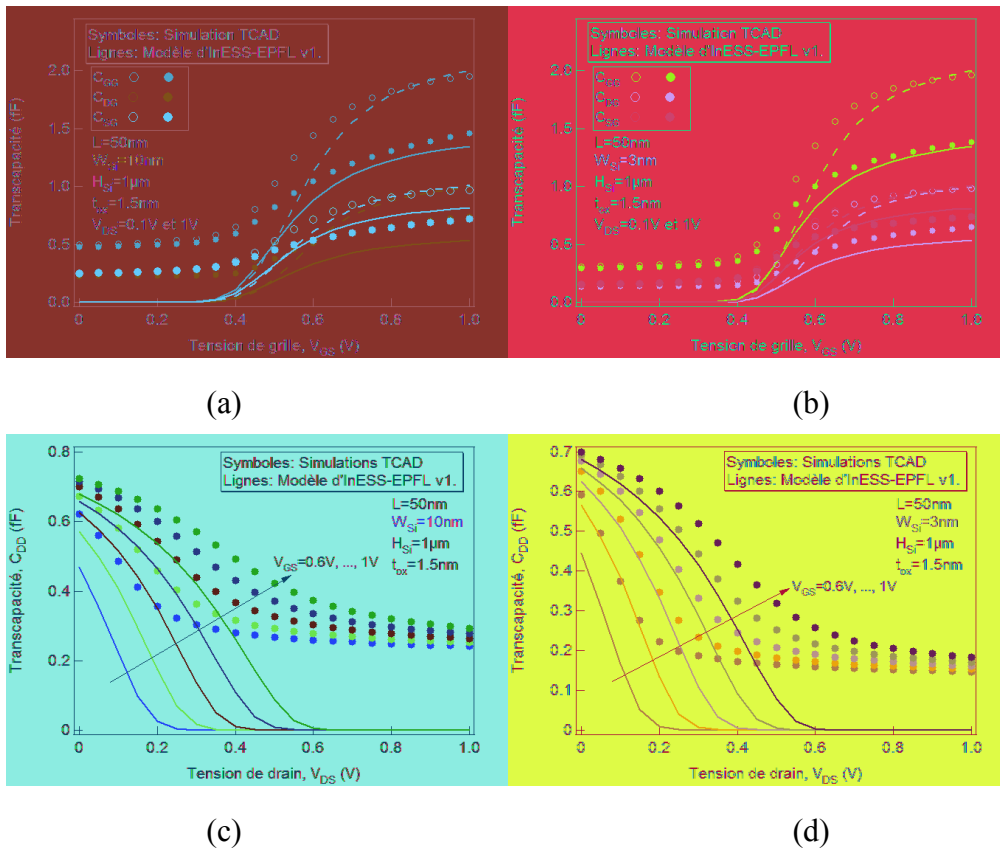 Symboles: Simulation TCAD
Lignes: Modèle d'InESS-EPFL v1.
C_GG
C_DG
C_SG
L=50nm
W_Si=10nm
H_Si=1µm
t_ox=1.5nm
V_DS=0.1V et 1V
Transcapacité (fF)
2.0
1.5
1.0
0.5
0.0
0
0.2
0.4
0.6
0.8
1.0
Tension de grille, V_GS (V)
(a)
Symboles: Simulation TCAD
Lignes: Modèle d'InESS-EPFL v1.
C_GG
C_DG
C_SG
L=50nm
W_Si=3nm
H_Si=1µm
t_ox=1.5nm
V_DS=0.1V et 1V
Transcapacité (fF)
2.0
1.5
1.0
0.5
0.0
0
0.2
0.4
0.6
0.8
1.0
Tension de grille, V_GS (V)
(b)
Symboles: Simulations TCAD
Lignes: Modèle d'InESS-EPFL v1.
L=50nm
W_Si=10nm
H_Si=1µm
t_ox=1.5nm
V_GS=0.6V, ..., 1V
Transcapacité, C_DD (fF)
0.8
0.6
0.4
0.2
0
0
0.2
0.4
0.6
0.8
1.0
Tension de drain, V_DS (V)
(c)
Symboles: Simulations TCAD
Lignes: Modèle d'InESS-EPFL v1.
L=50nm
W_Si=3nm
H_Si=1µm
t_ox=1.5nm
V_GS=0.6V, ..., 1V
Transcapacité, C_DD (fF)
0.7
0.6
0.5
0.4
0.3
0.2
0.1
0
0
0.2
0.4
0.6
0.8
1.0
Tension de drain, V_DS (V)
(d)